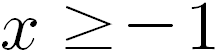 x ≥ − 1